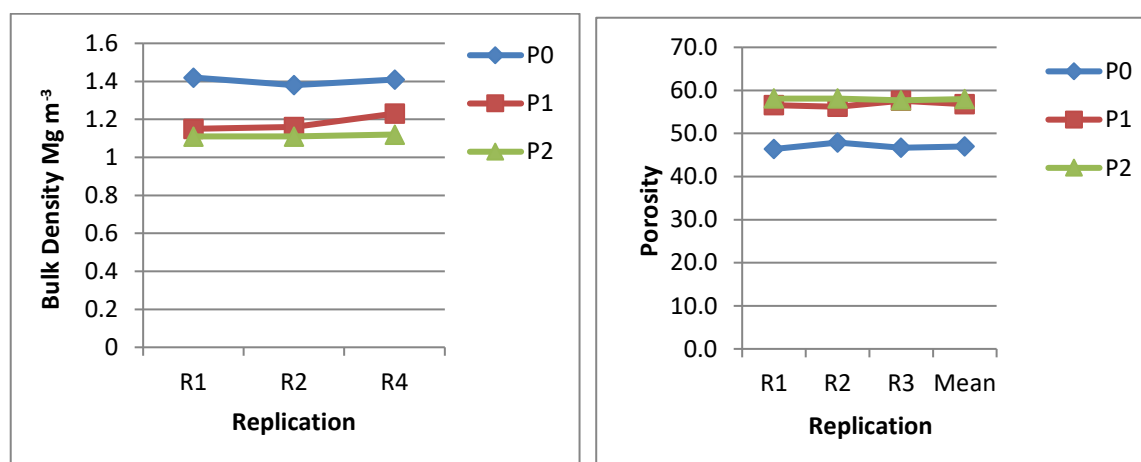 Bulk Density Mg m⁻³
1.6
1.4
1.2
1
0.8
0.6
0.4
0.2
0
R1 R2 R4
Replication
P0
P1
P2
Porosity
70.0
60.0
50.0
40.0
30.0
20.0
10.0
0.0
R1 R2 R3 Mean
Replication
P0
P1
P2